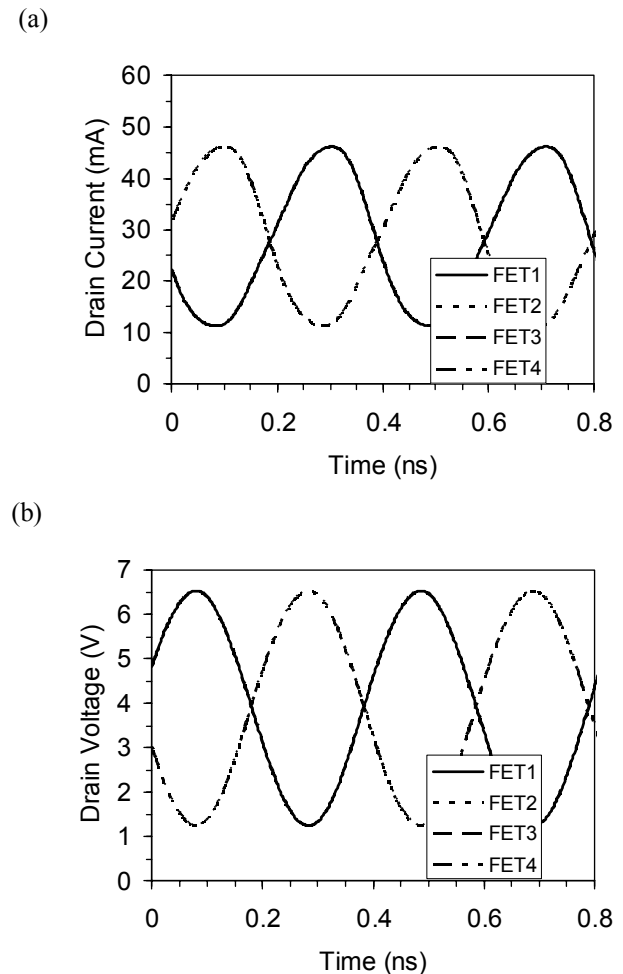 (a)
60
50
40
30
20
10
0
Drain Current (mA)
FET1
FET2
FET3
FET4
0 0.2 0.4 0.6 0.8
Time (ns)
(b)
7
6
5
4
3
2
1
0
Drain Voltage (V)
FET1
FET2
FET3
FET4
0 0.2 0.4 0.6 0.8
Time (ns)